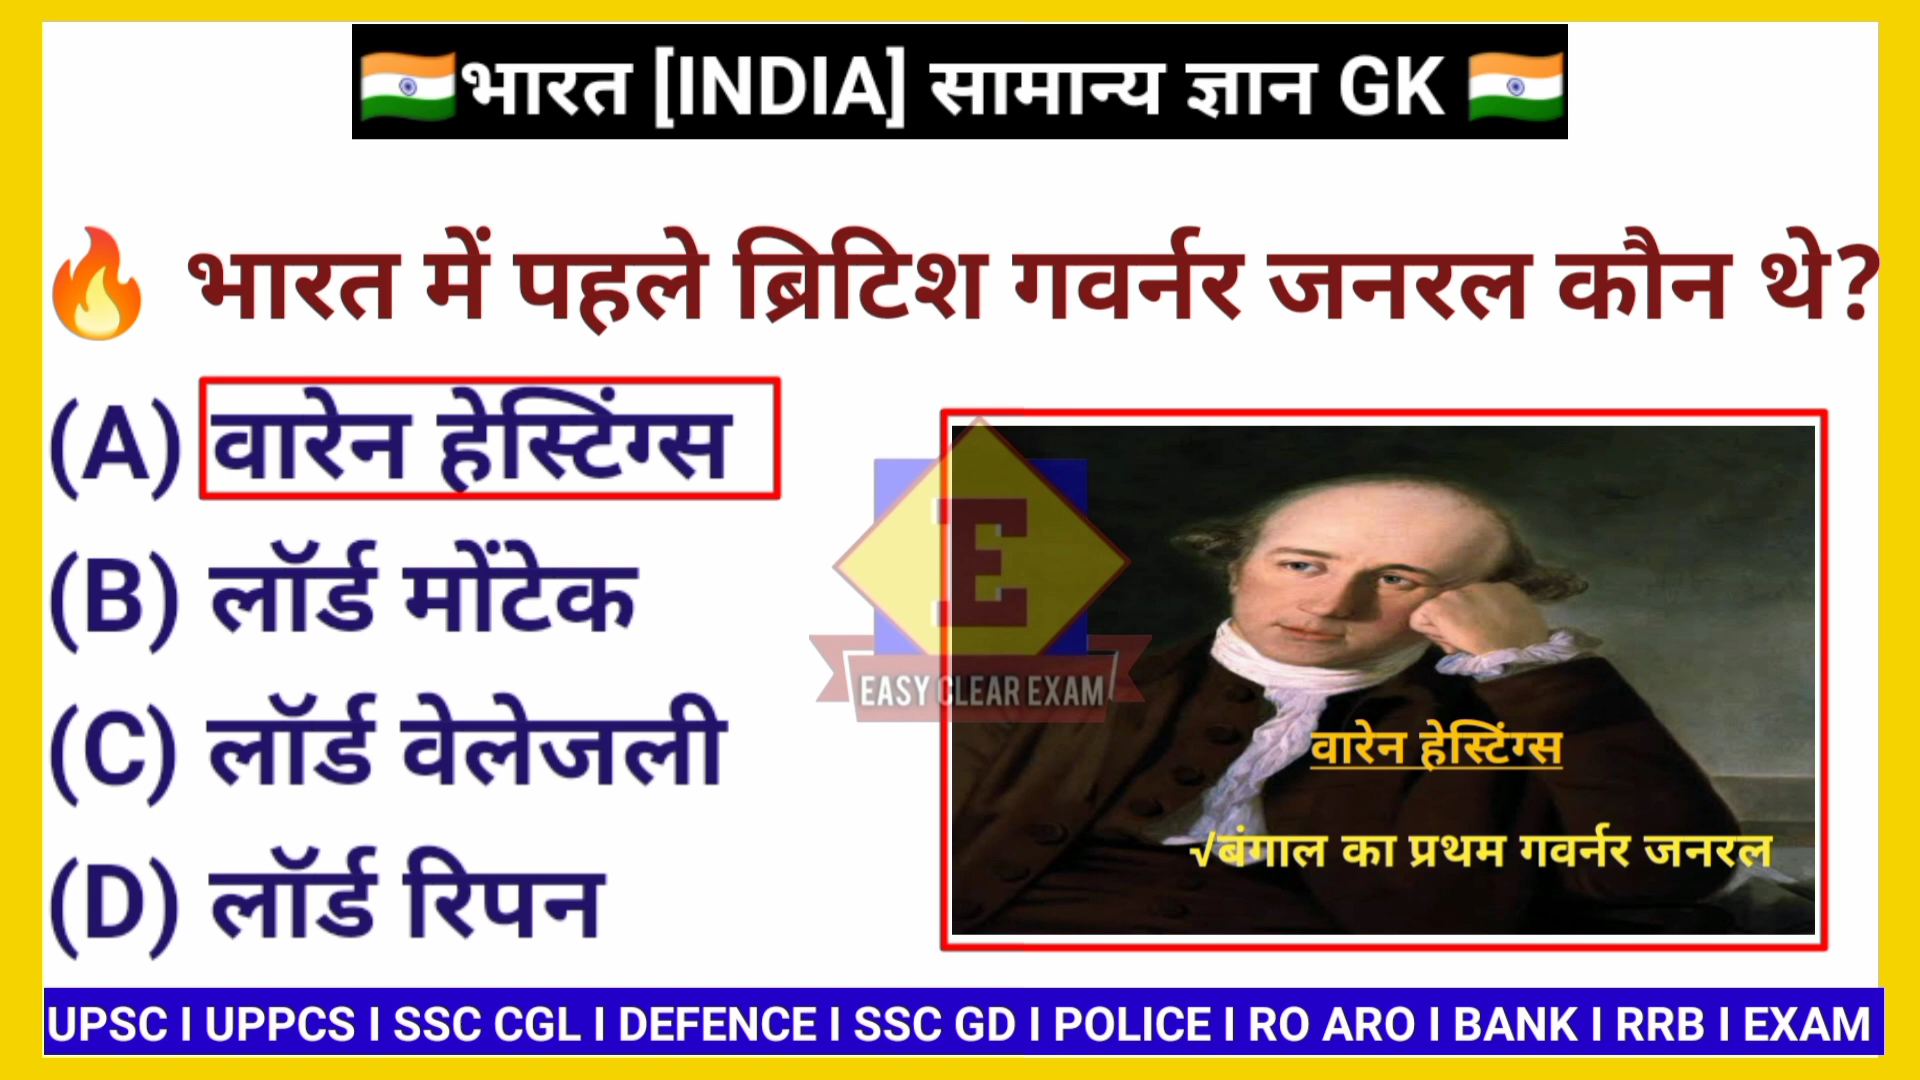 भारत [INDIA] सामान्य ज्ञान GK
भारत में पहले ब्रिटिश गवर्नर जनरल कौन थे?
(A) वारेन हेस्टिंग्स
(B) लॉर्ड मोंटेक
(C) लॉर्ड वेलेजली
(D) लॉर्ड रिपन
E
EASY CLEAR EXAM
वारेन हेस्टिंग्स
√बंगाल का प्रथम गवर्नर जनरल
UPSC I UPPCS I SSC CGL I DEFENCE I SSC GD I POLICE I RO ARO I BANK I RRB I EXAM